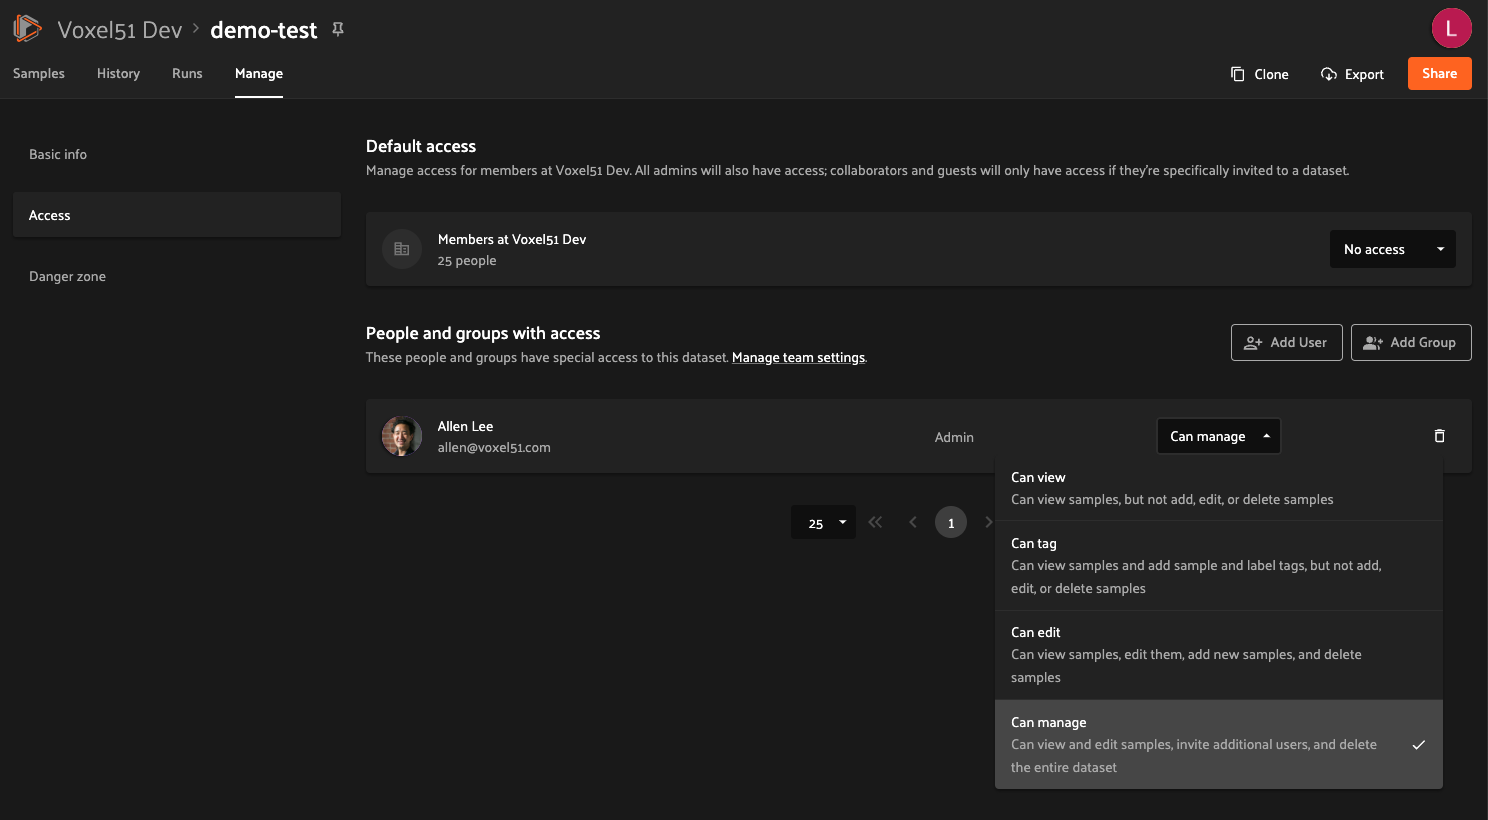 Voxel51 Dev > demo-test
L
Samples History Runs Manage
Clone Export Share
Basic info
Access
Danger zone
Default access
Manage access for members at Voxel51 Dev. All admins will also have access; collaborators and guests will only have access if they're specifically invited to a dataset.
Members at Voxel51 Dev
25 people
No access
People and groups with access
These people and groups have special access to this dataset. Manage team settings.
Add User Add Group
Allen Lee
allen@voxel51.com
Admin
Can manage
25
1
Can view
Can view samples, but not add, edit, or delete samples
Can tag
Can view samples and add sample and label tags, but not add,
edit, or delete samples
Can edit
Can view samples, edit them, add new samples, and delete
samples
Can manage
Can view and edit samples, invite additional users, and delete
the entire dataset